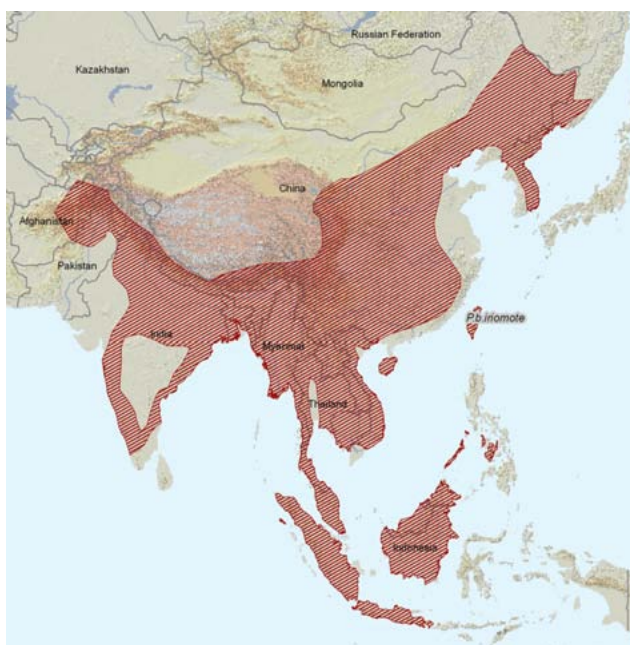 Russian Federation
Kazakhstan
Mongolia
China
Afghanistan
Pakistan
India
P.b.iriomote
Myanmar
Thailand
Indonesia